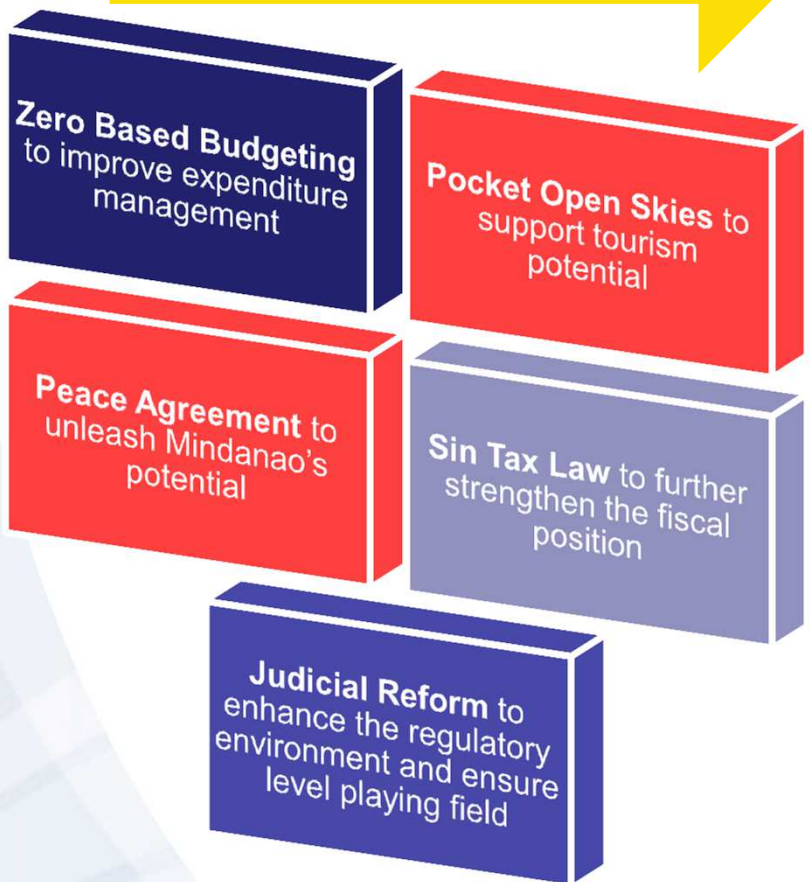 Zero Based Budgeting
to improve expenditure
management
Pocket Open Skies to
support tourism
potential
Peace Agreement to
unleash Mindanao's
potential
Sin Tax Law to further
strengthen the fiscal
position
Judicial Reform to
enhance the regulatory
environment and ensure
level playing field